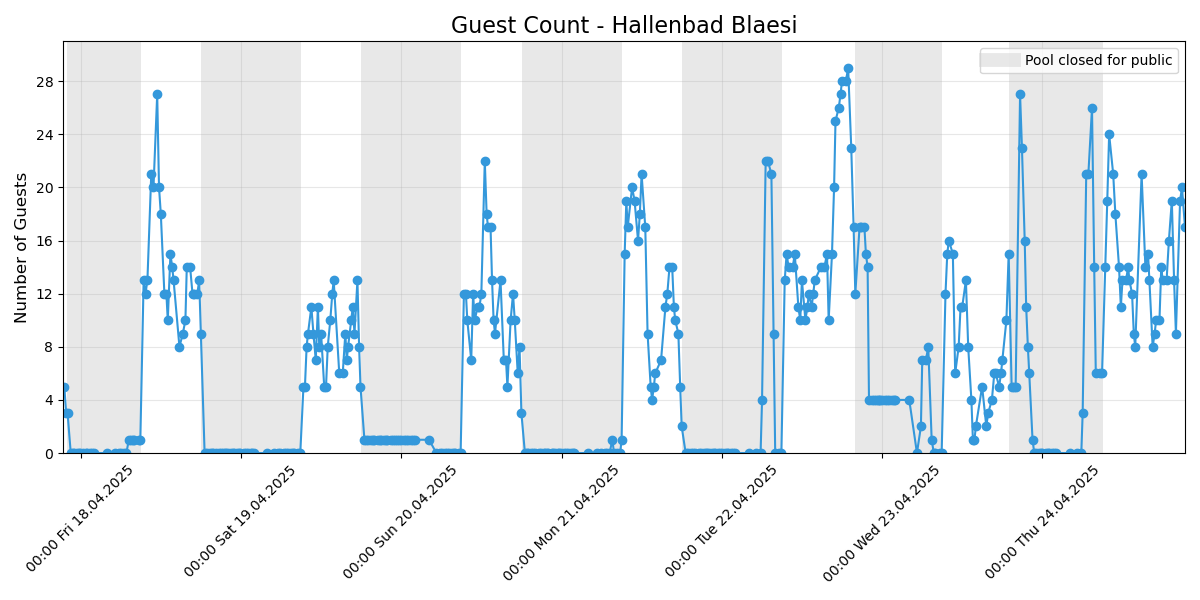 Guest Count - Hallenbad Blaesi
Pool closed for public
Number of Guests
28
24
20
16
12
8
4
0
00:00 Fri 18.04.2025
00:00 Sat 19.04.2025
00:00 Sun 20.04.2025
00:00 Mon 21.04.2025
00:00 Tue 22.04.2025
00:00 Wed 23.04.2025
00:00 Thu 24.04.2025